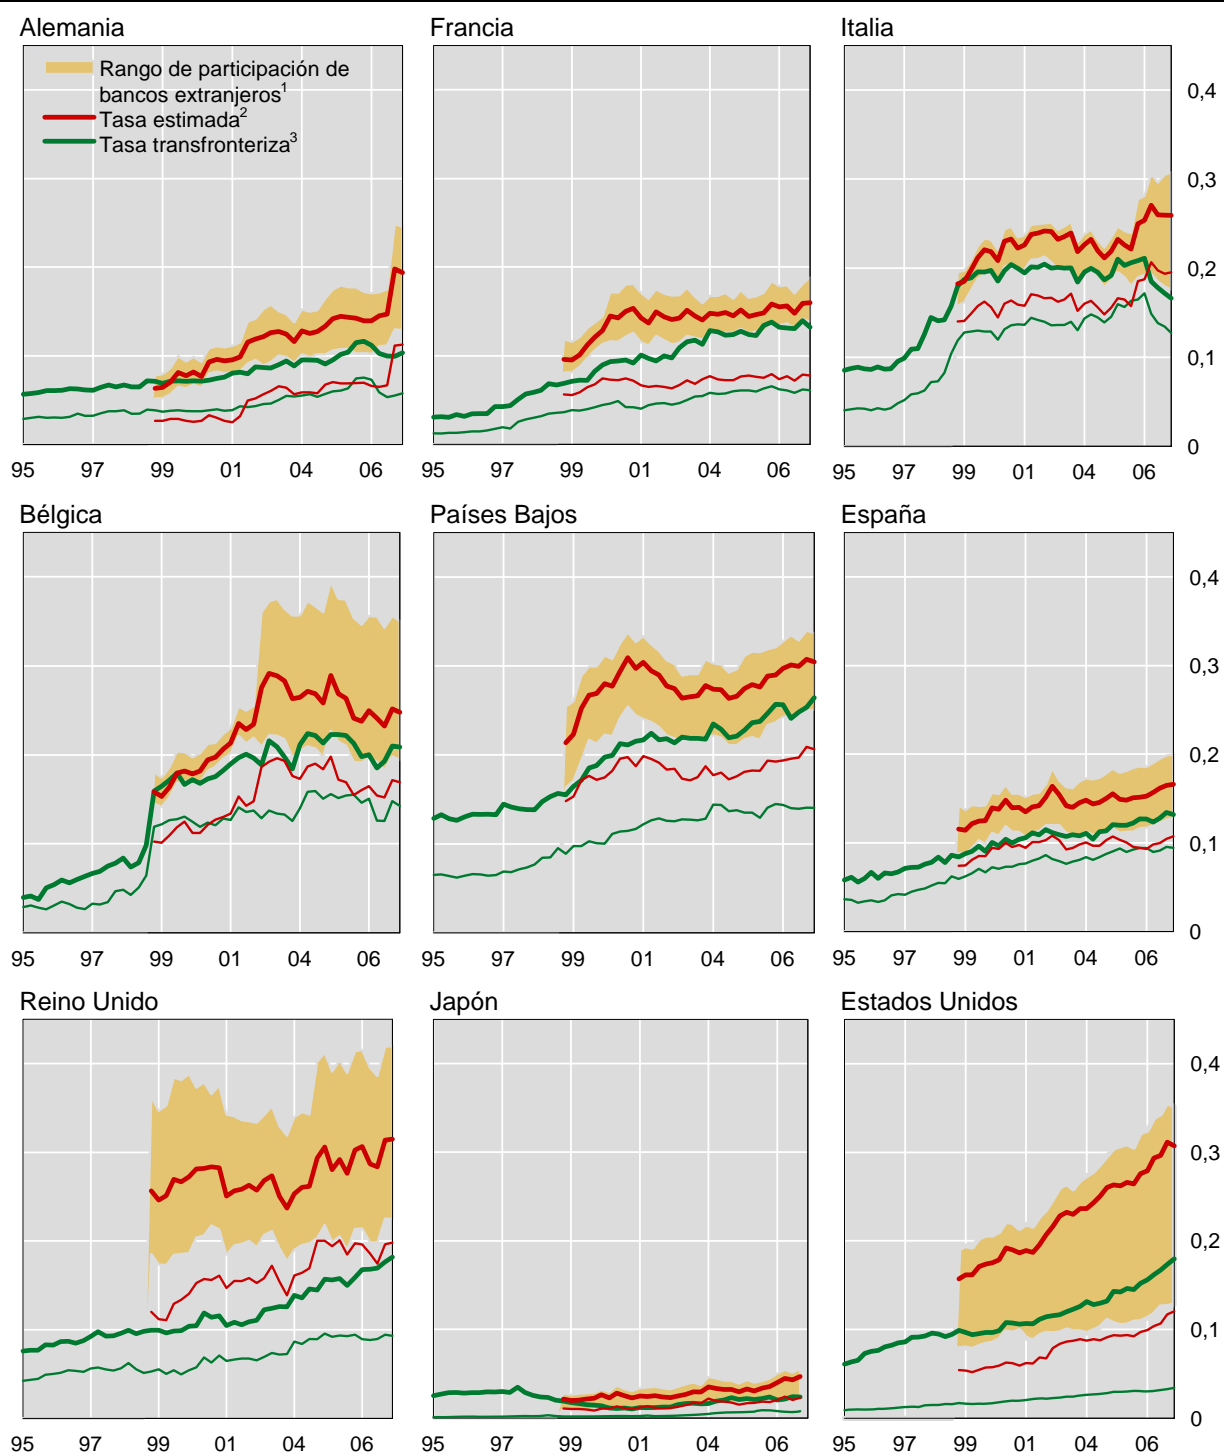 Alemania
Francia
Italia
Rango de participación de
bancos extranjeros1
Tasa estimada2
Tasa transfronteriza3
0,4
0,3
0,2
0,1
0
95 97 99 01 04 06
95 97 99 01 04 06
95 97 99 01 04 06
Bélgica
Países Bajos
España
0,4
0,3
0,2
0,1
0
95 97 99 01 04 06
95 97 99 01 04 06
95 97 99 01 04 06
Reino Unido
Japón
Estados Unidos
0,4
0,3
0,2
0,1
0
95 97 99 01 04 06
95 97 99 01 04 06
95 97 99 01 04 06